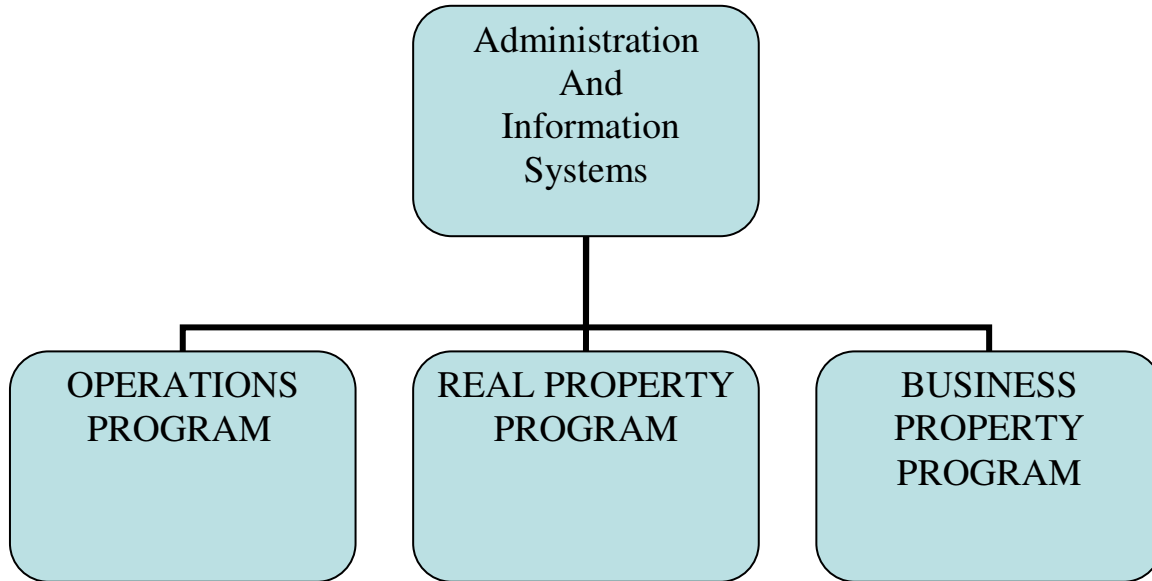 Administration
And
Information
Systems
OPERATIONS
PROGRAM
REAL PROPERTY
PROGRAM
BUSINESS
PROPERTY
PROGRAM